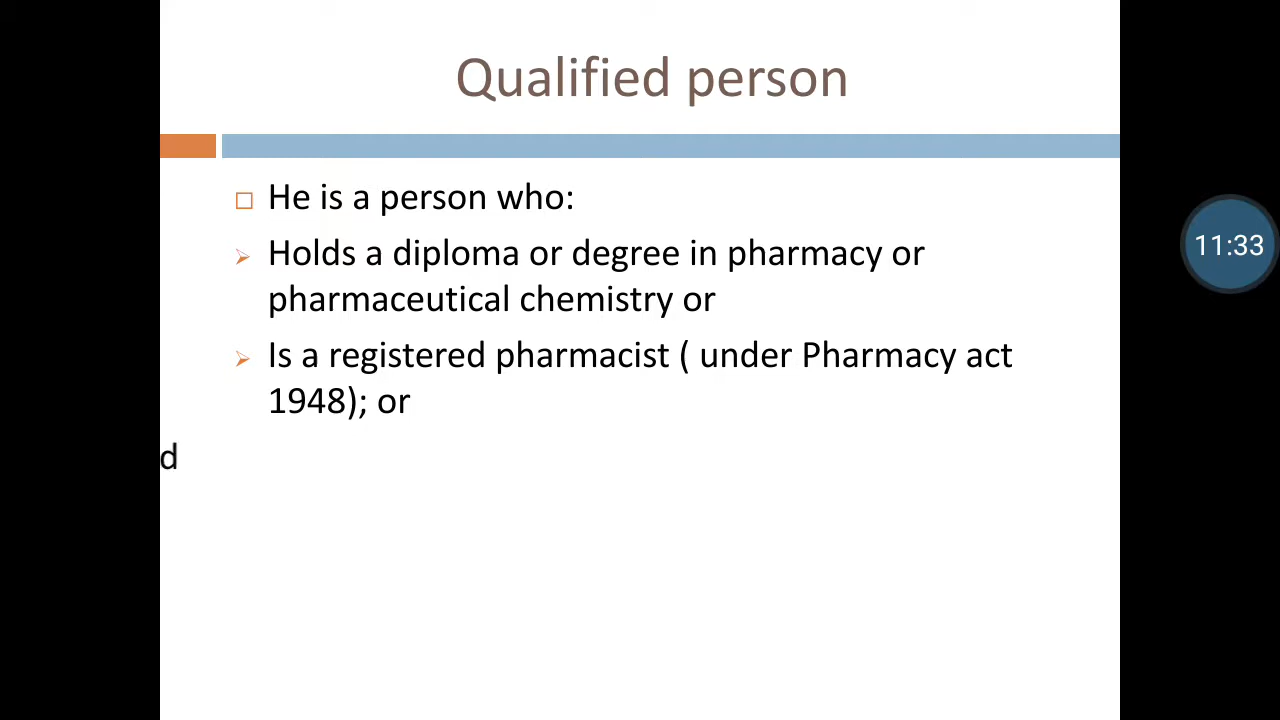 Qualified person
He is a person who:
Holds a diploma or degree in pharmacy or
pharmaceutical chemistry or
Is a registered pharmacist ( under Pharmacy act
1948); or
d
11:33